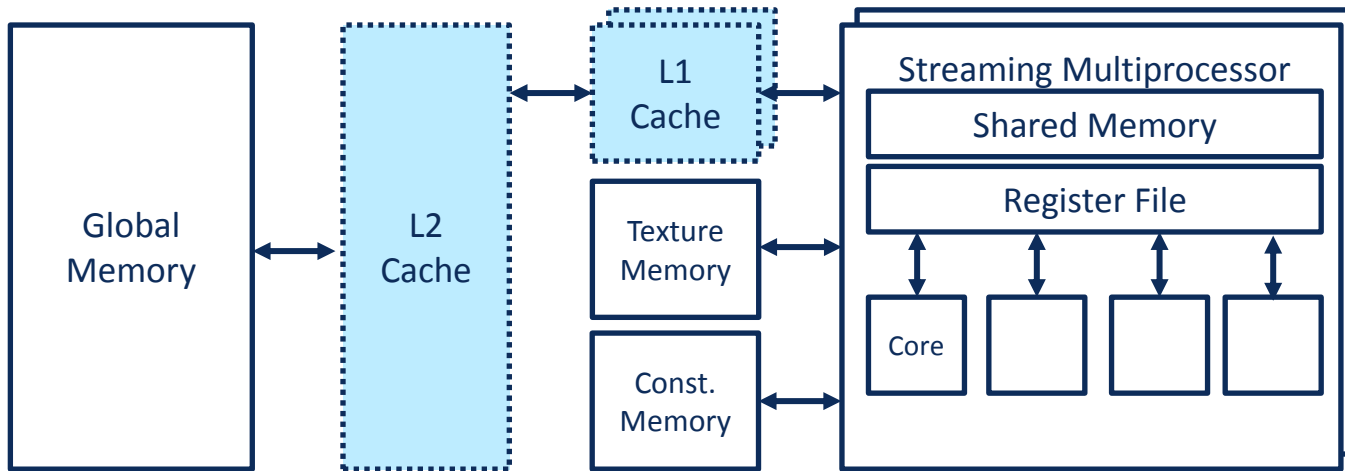 Global
Memory
L2
Cache
L1
Cache
Texture
Memory
Const.
Memory
Streaming Multiprocessor
Shared Memory
Register File
Core